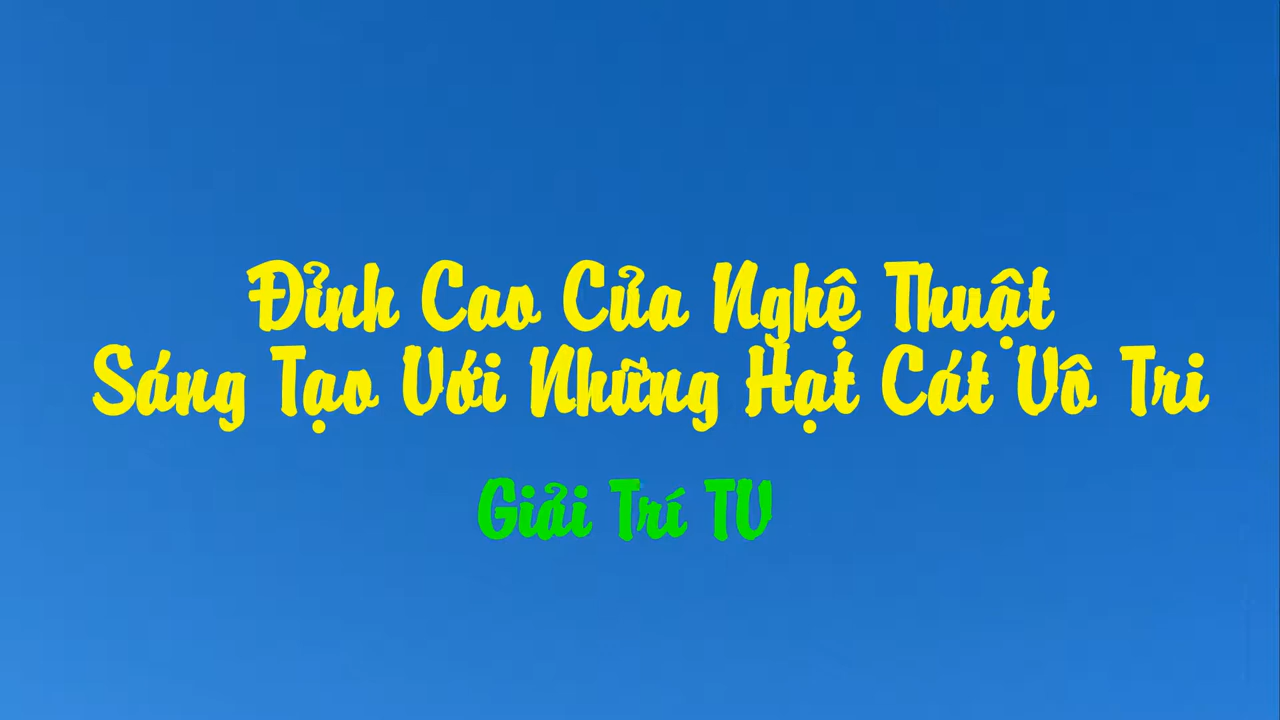 Đỉnh Cao Của Nghệ Thuật
Sáng Tạo Với Những Hạt Cát Vô Tri
Giải Trí TV